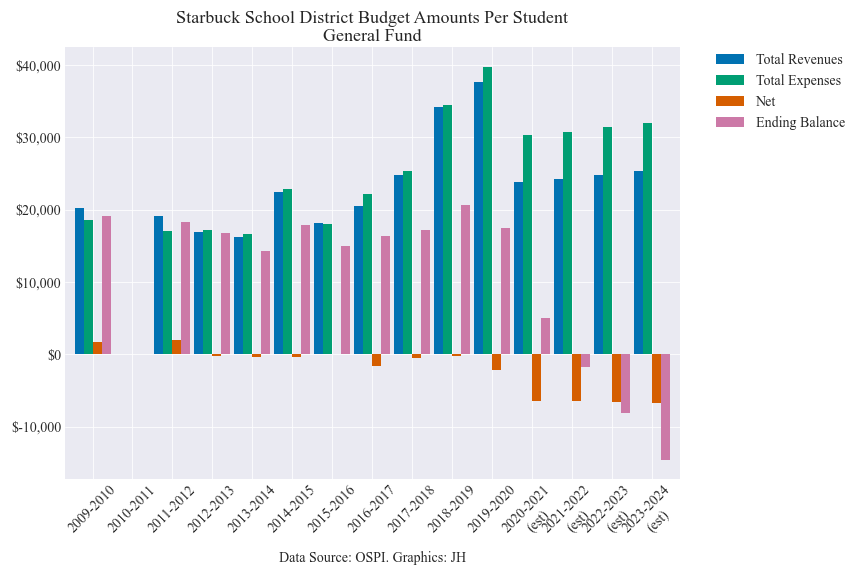 Starbuck School District Budget Amounts Per Student
General Fund
Total Revenues
Total Expenses
Net
Ending Balance
$40,000
$30,000
$20,000
$10,000
$0
$-10,000
2009-2010
2010-2011
2011-2012
2012-2013
2013-2014
2014-2015
2015-2016
2016-2017
2017-2018
2018-2019
2019-2020
2020-2021
(est)
2021-2022
(est)
2022-2023
(est)
2023-2024
(est)
Data Source: OSPI. Graphics: JH